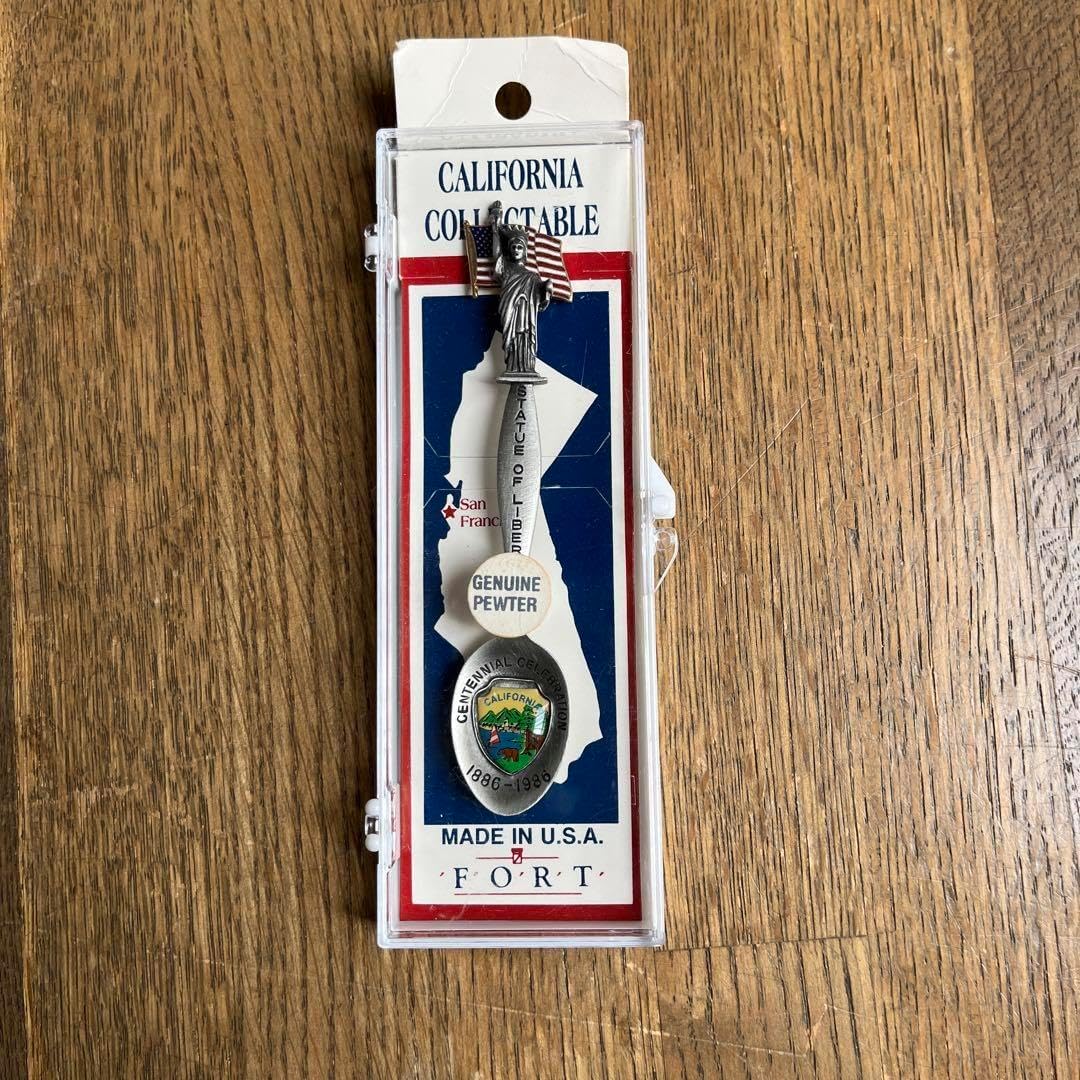 CALIFORNIA
COLLECTABLE
STATUE OF LIBER
San
Franc
GENUINE
PEWTER
CENTENNIAL CELEBRATION
CALIFORNIA
1886-1986
MADE IN U.S.A.
FORT